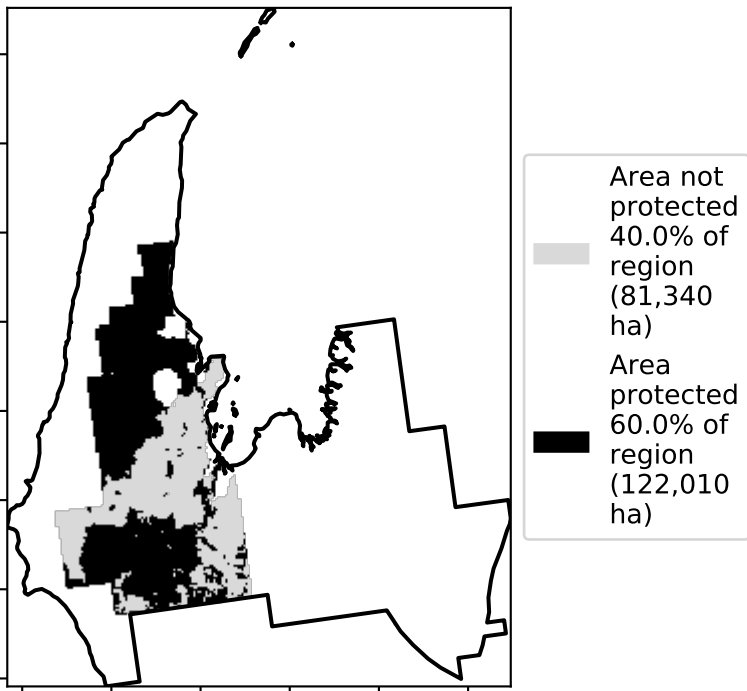 Area not
protected
40.0% of
region
(81,340
ha)
Area
protected
60.0% of
region
(122,010
ha)